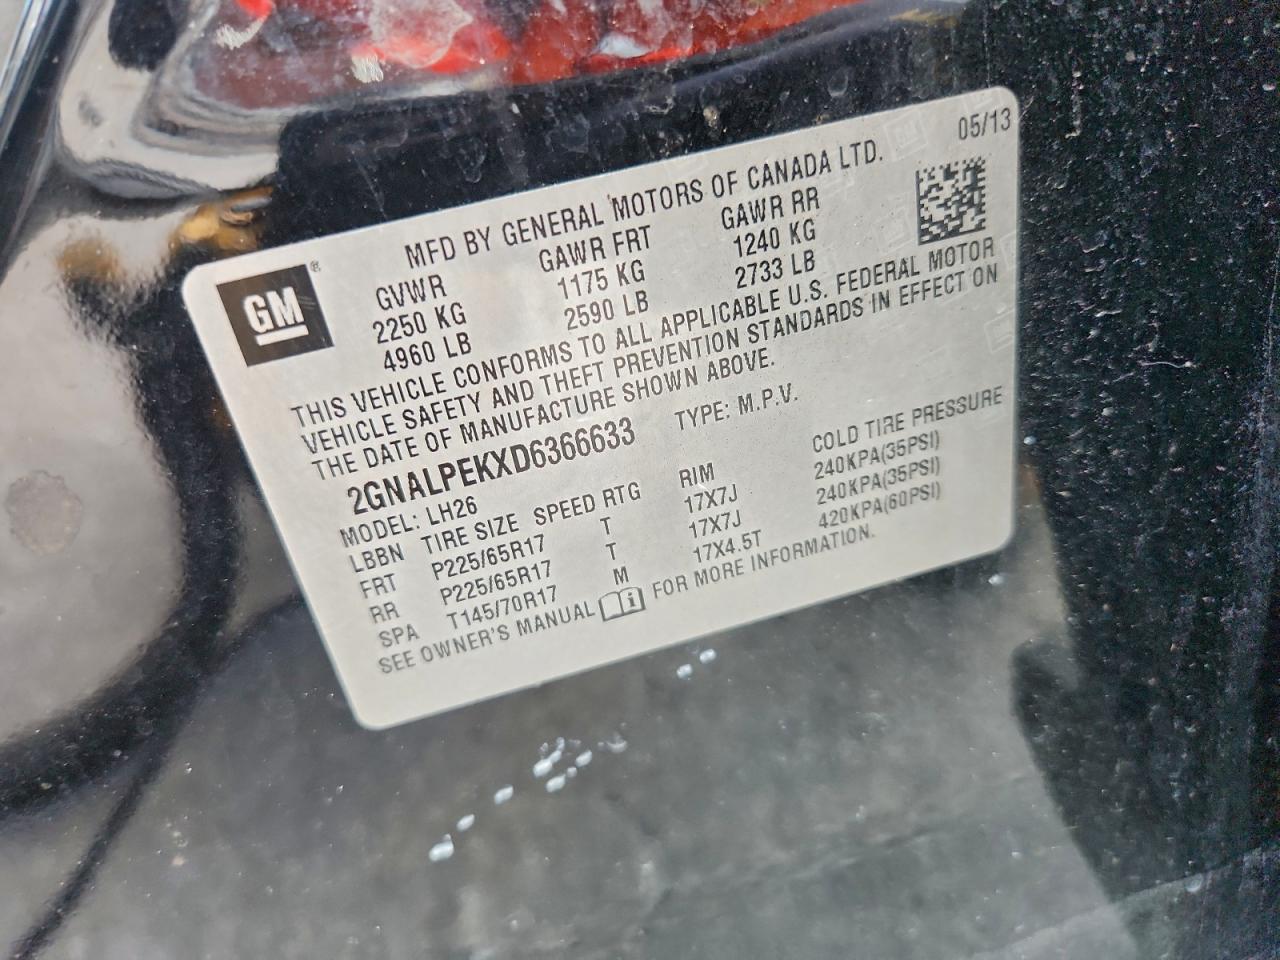 05/13
MFD BY GENERAL MOTORS OF CANADA LTD.
GM ®
GVWR GAWR FRT GAWR RR
2250 KG 1175 KG 1240 KG
4960 LB 2590 LB 2733 LB
THIS VEHICLE CONFORMS TO ALL APPLICABLE U.S. FEDERAL MOTOR
VEHICLE SAFETY AND THEFT PREVENTION STANDARDS IN EFFECT ON
THE DATE OF MANUFACTURE SHOWN ABOVE.
2GNALPEKXD6366633 TYPE: M.P.V.
MODEL: LH26
LBBN TIRE SIZE SPEED RTG RIM COLD TIRE PRESSURE
FRT P225/65R17 T 17X7J 240KPA(35PSI)
RR P225/65R17 T 17X7J 240KPA(35PSI)
SPA T145/70R17 M 17X4.5T 420KPA(60PSI)
SEE OWNER'S MANUAL FOR MORE INFORMATION.